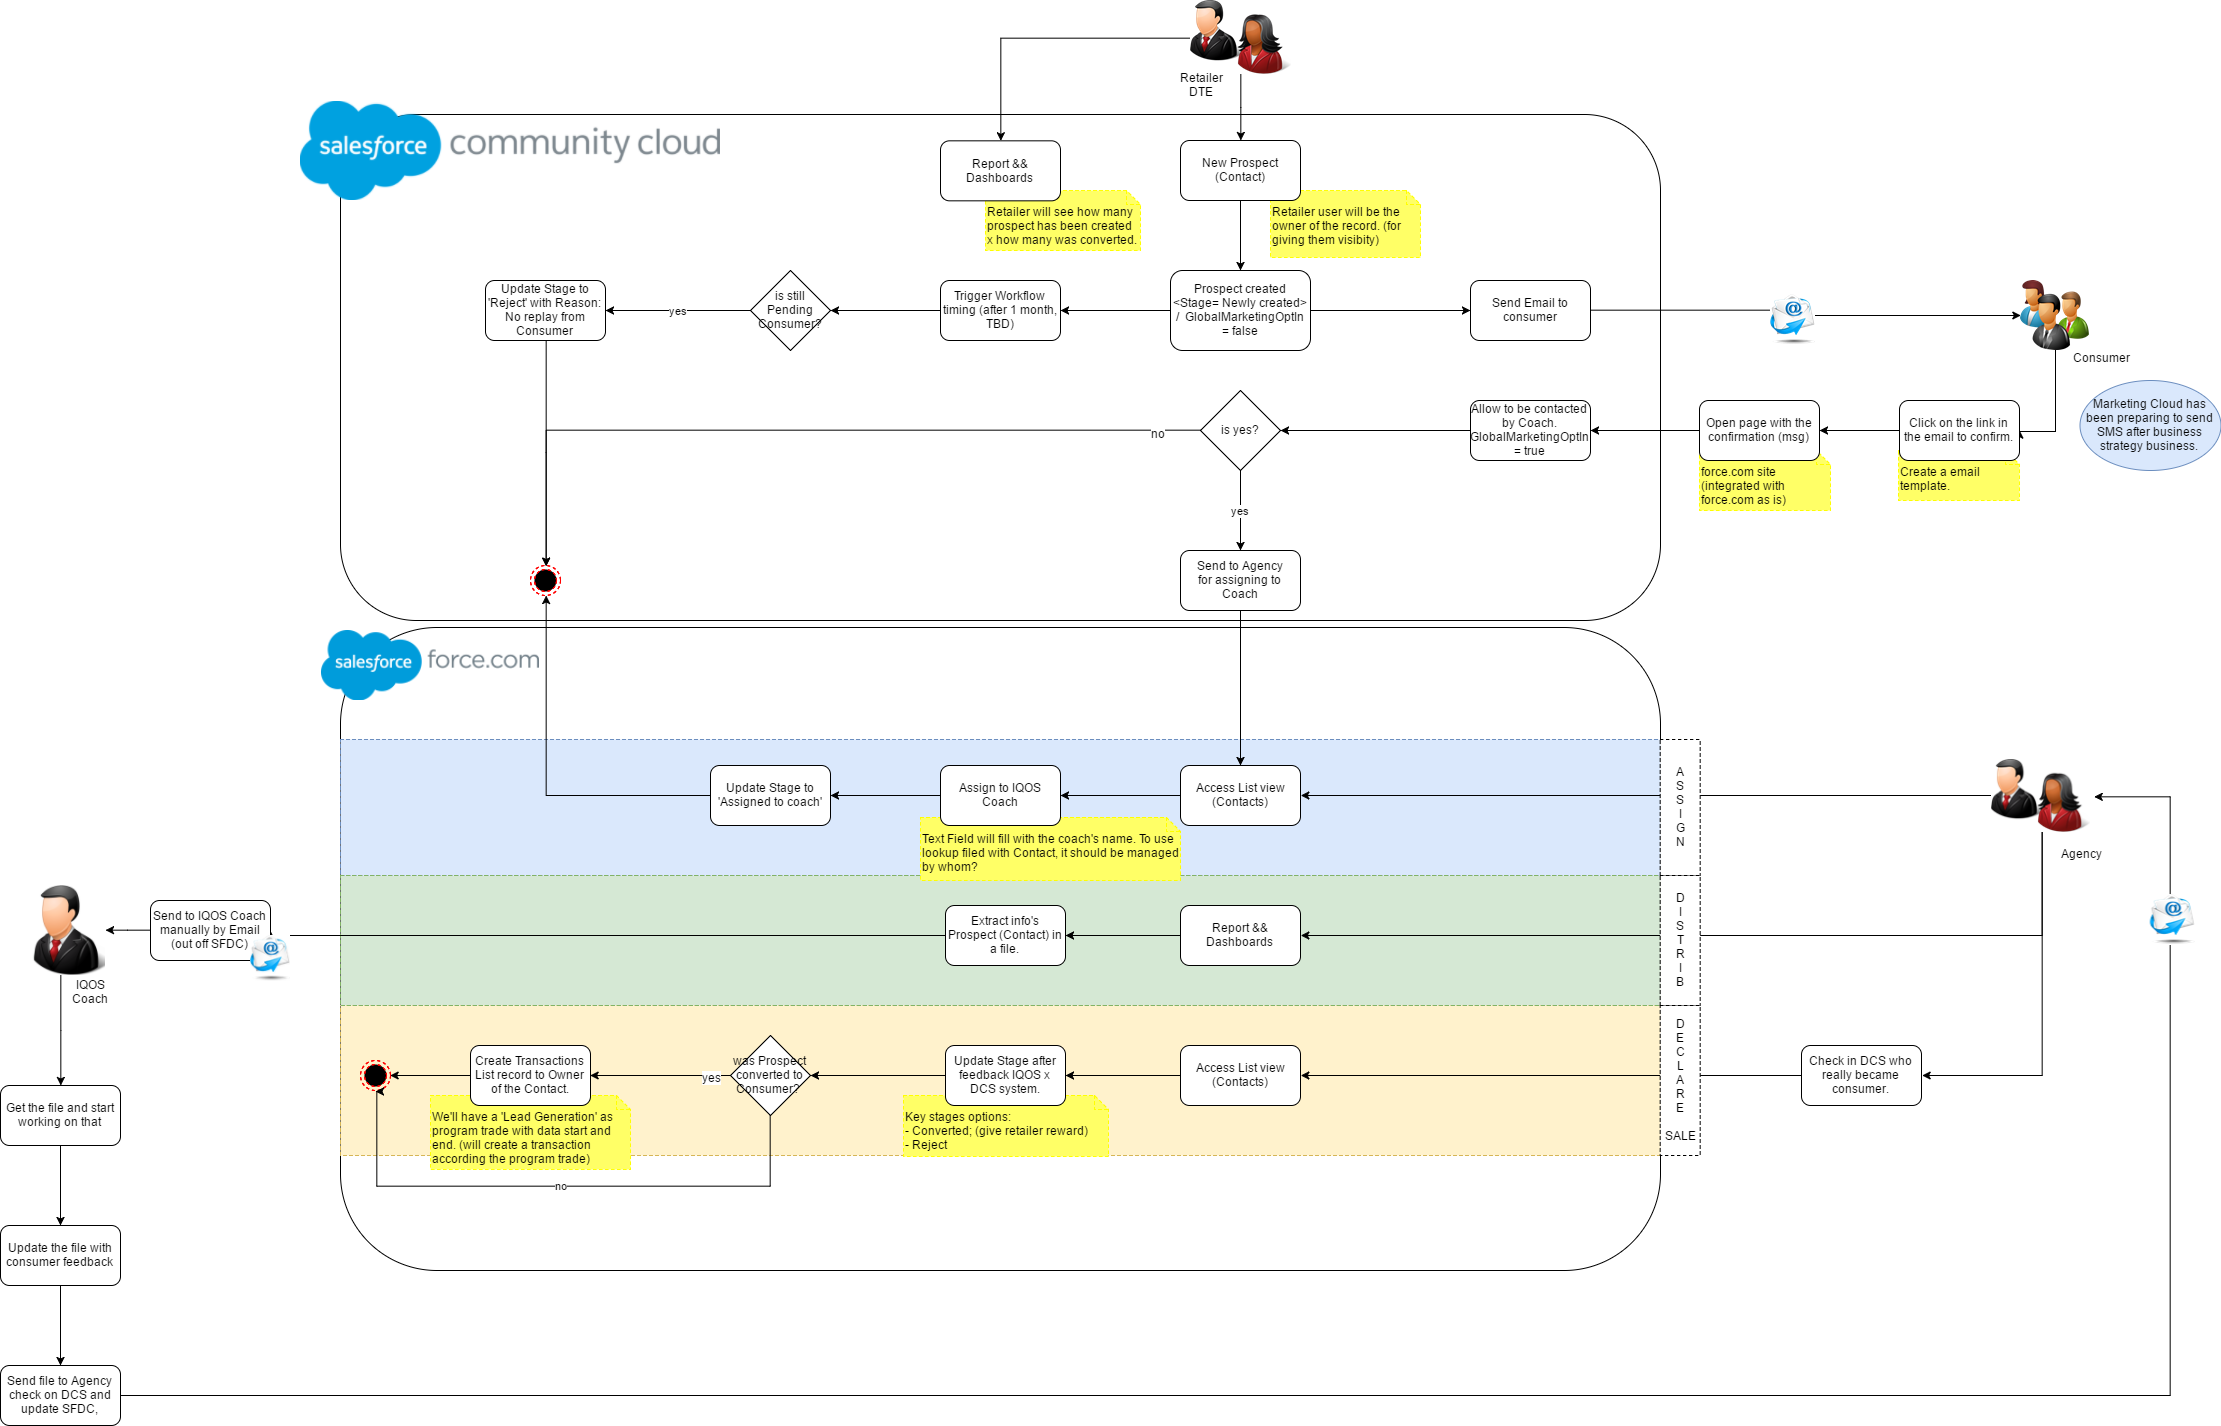 Retailer
DTE
salesforce
community cloud
Report &&
Dashboards
New Prospect
(Contact)
Retailer will see how many
prospect has been created
x how many was converted.
Retailer user will be the
owner of the record. (for
giving them visibity)
Update Stage to
'Reject' with Reason:
No replay from
Consumer
yes
is still
Pending
Consumer?
Trigger Workflow
timing (after 1 month,
TBD)
Prospect created
<Stage= Newly created>
/ GlobalMarketingOptIn
= false
Send Email to
consumer
Consumer
no
is yes?
Allow to be contacted
by Coach.
GlobalMarketingOptIn
= true
Open page with the
confirmation (msg)
Click on the link in
the email to confirm.
Marketing Cloud has
been preparing to send
SMS after business
strategy business.
force.com site
(integrated with
force.com as is)
Create a email
template.
yes
Send to Agency
for assigning to
Coach
salesforce
force.com
Update Stage to
'Assigned to coach'
Assign to IQOS
Coach
Access List view
(Contacts)
A
S
S
I
G
N
Agency
Text Field will fill with the coach's name. To use
lookup filed with Contact, it should be managed
by whom?
Send to IQOS Coach
manually by Email
(out off SFDC)
Extract info's
Prospect (Contact) in
a file.
Report &&
Dashboards
D
I
S
T
R
I
B
IQOS
Coach
Create Transactions
List record to Owner
of the Contact.
yes
was Prospect
converted to
Consumer?
Update Stage after
feedback IQOS x
DCS system.
Access List view
(Contacts)
D
E
C
L
A
R
E
SALE
Check in DCS who
really became
consumer.
We'll have a 'Lead Generation' as
program trade with data start and
end. (will create a transaction
according the program trade)
Key stages options:
- Converted; (give retailer reward)
- Reject
no
Get the file and start
working on that
Update the file with
consumer feedback
Send file to Agency
check on DCS and
update SFDC,